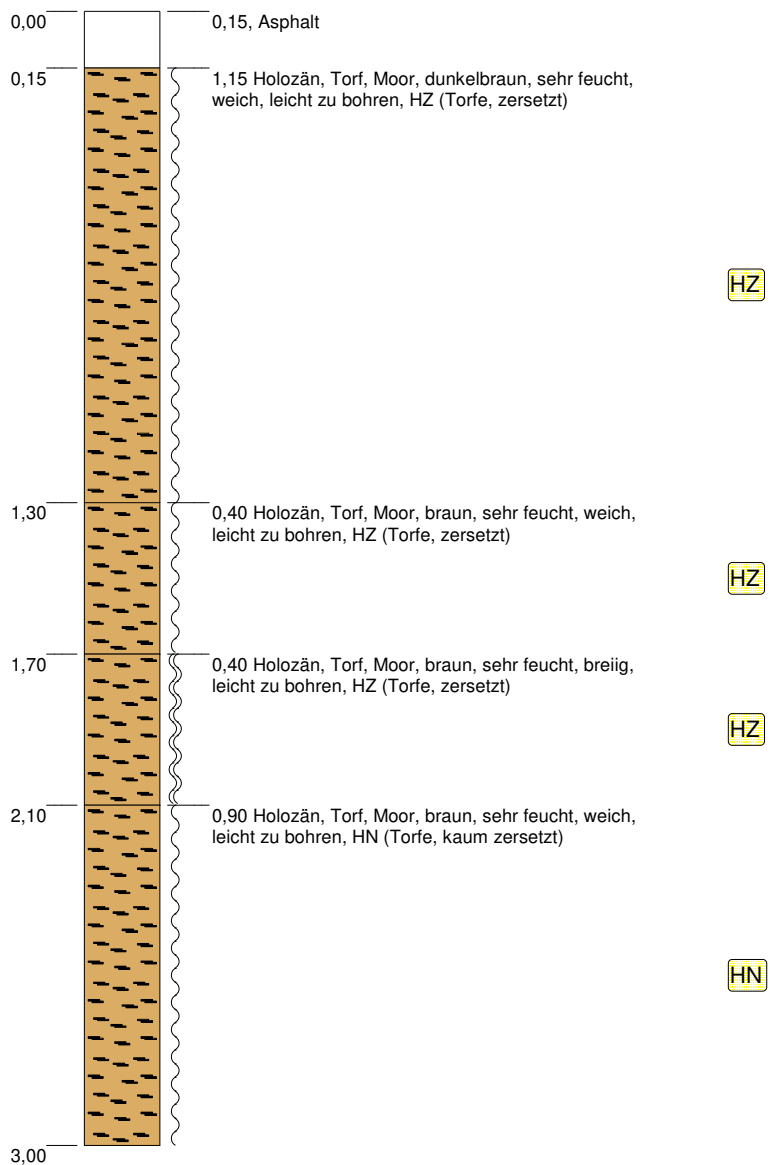 0,00
0,15, Asphalt
0,15
1,15 Holozän, Torf, Moor, dunkelbraun, sehr feucht,
weich, leicht zu bohren, HZ (Torfe, zersetzt)
HZ
1,30
0,40 Holozän, Torf, Moor, braun, sehr feucht, weich,
leicht zu bohren, HZ (Torfe, zersetzt)
HZ
1,70
0,40 Holozän, Torf, Moor, braun, sehr feucht, breiig,
leicht zu bohren, HZ (Torfe, zersetzt)
HZ
2,10
0,90 Holozän, Torf, Moor, braun, sehr feucht, weich,
leicht zu bohren, HN (Torfe, kaum zersetzt)
HN
3,00